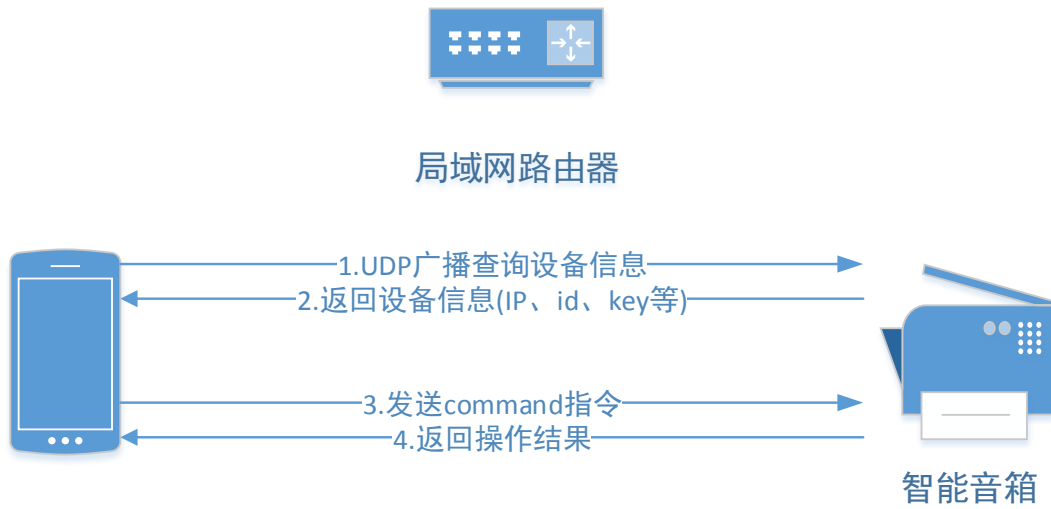 局域网路由器
1.UDP广播查询设备信息
2.返回设备信息(IP、id、key等)
3.发送command指令
4.返回操作结果
智能音箱